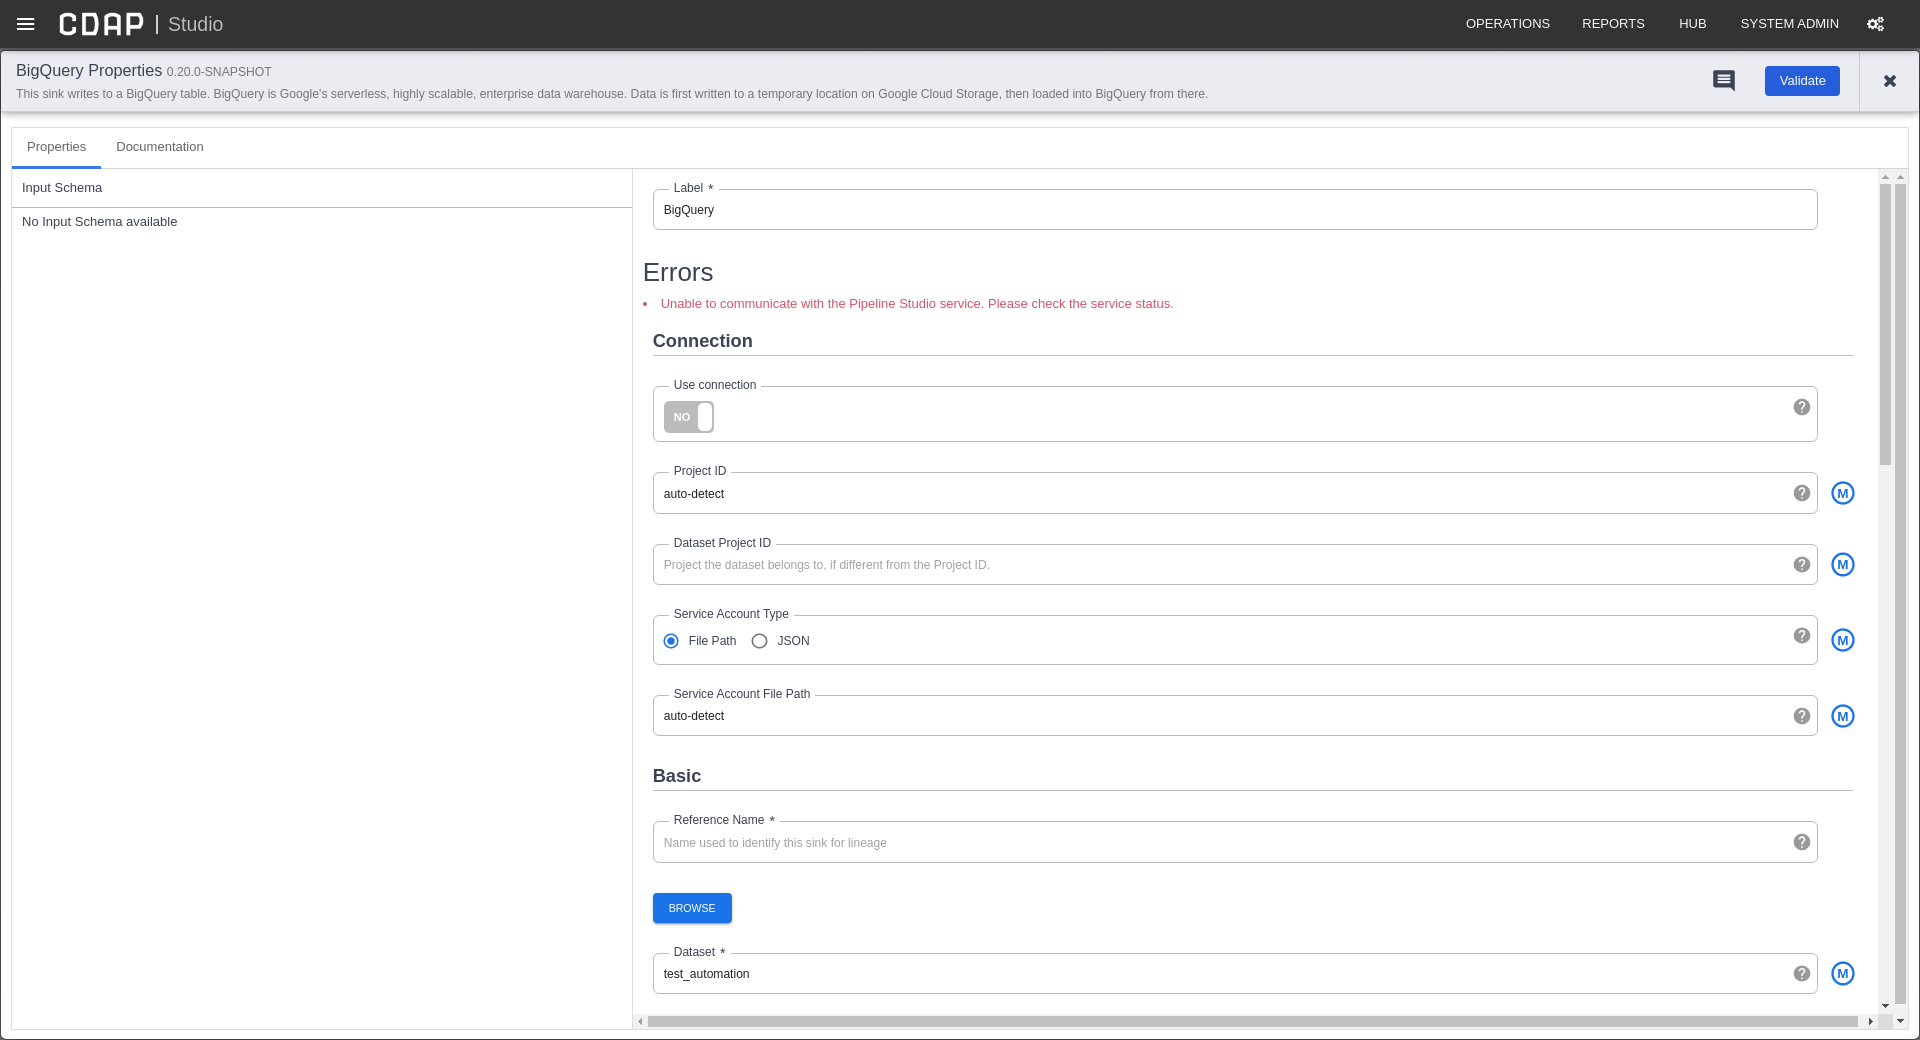 CDAP | Studio
OPERATIONS REPORTS HUB SYSTEM ADMIN
BigQuery Properties 0.20.0-SNAPSHOT
This sink writes to a BigQuery table. BigQuery is Google's serverless, highly scalable, enterprise data warehouse. Data is first written to a temporary location on Google Cloud Storage, then loaded into BigQuery from there.
Validate
Properties Documentation
Input Schema
No Input Schema available
Label *
BigQuery
Errors
• Unable to communicate with the Pipeline Studio service. Please check the service status.
Connection
Use connection
NO
?
Project ID
auto-detect
? M
Dataset Project ID
Project the dataset belongs to, if different from the Project ID.
? M
Service Account Type
File Path JSON
? M
Service Account File Path
auto-detect
? M
Basic
Reference Name *
Name used to identify this sink for lineage
?
BROWSE
Dataset *
test_automation
? M